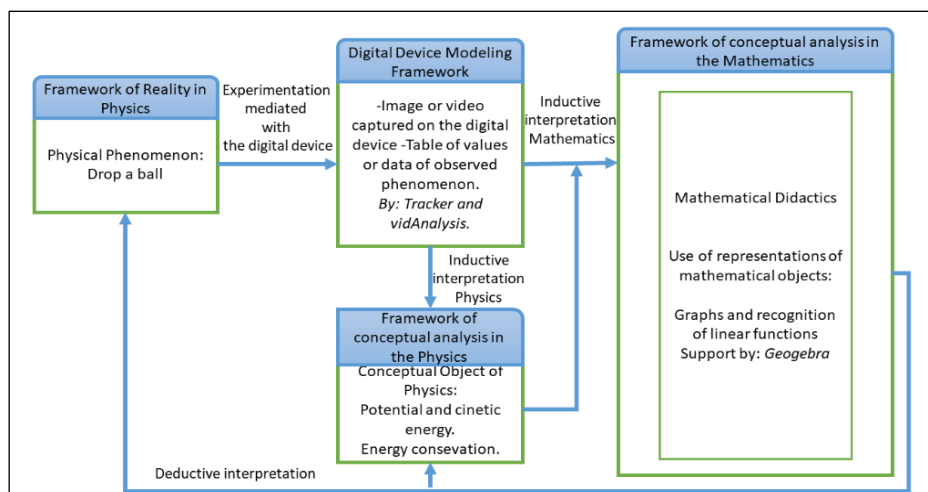 Framework of Reality in
Physics
Physical Phenomenon:
Drop a ball
Experimentation
mediated
with
the digital device
Digital Device Modeling
Framework
-Image or video
captured on the digital
device -Table of values
or data of observed
phenomenon.
By: Tracker and
vidAnalysis.
Inductive
interpretation
Mathematics
Inductive
interpretation
Physics
Framework of
conceptual analysis in
the Physics
Conceptual Object of
Physics:
Potential and cinetic
energy.
Energy consevation.
Framework of conceptual analysis in
the Mathematics
Mathematical Didactics
Use of representations of
mathematical objects:
Graphs and recognition
of linear functions
Support by: Geogebra
Deductive interpretation